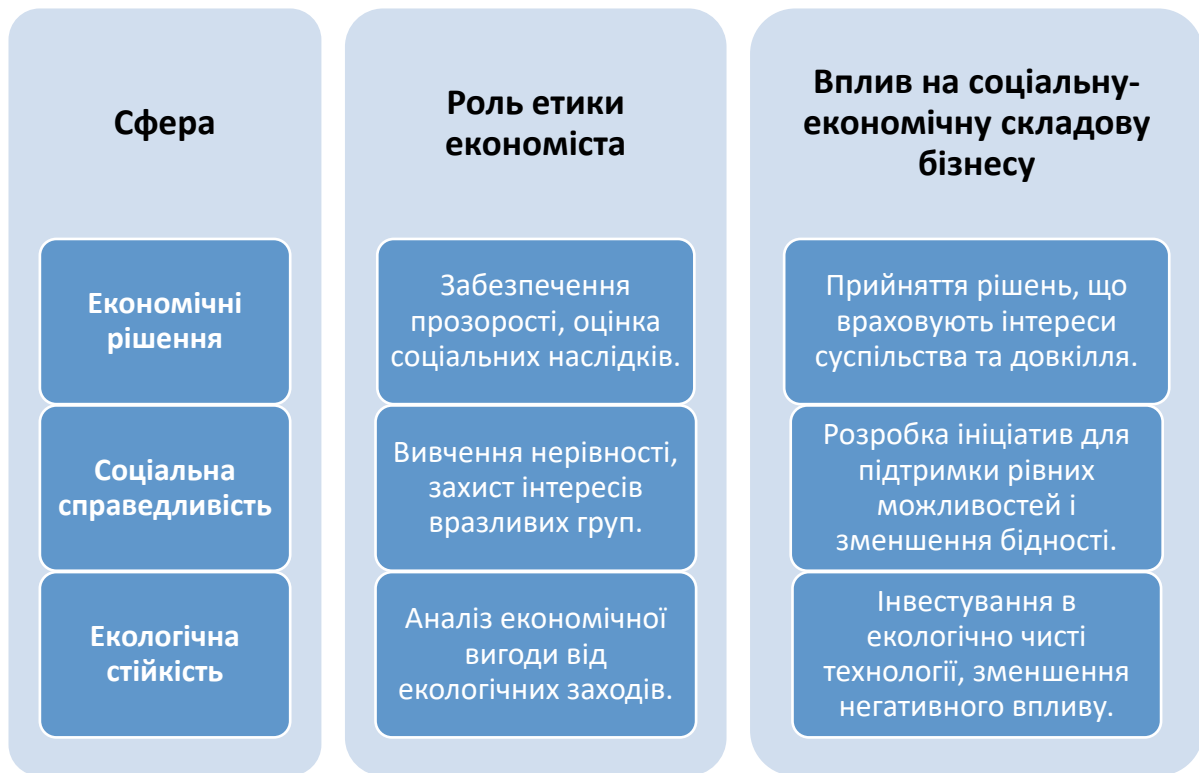 Сфера
Роль етики
економіста
Вплив на соціальну-
економічну складову
бізнесу
Економічні
рішення
Забезпечення
прозорості, оцінка
соціальних наслідків.
Прийняття рішень, що
враховують інтереси
суспільства та довкілля.
Соціальна
справедливість
Вивчення нерівності,
захист інтересів
вразливих груп.
Розробка ініціатив для
підтримки рівних
можливостей і
зменшення бідності.
Екологічна
стійкість
Аналіз економічної
вигоди від
екологічних заходів.
Інвестування в
екологічно чисті
технології, зменшення
негативного впливу.